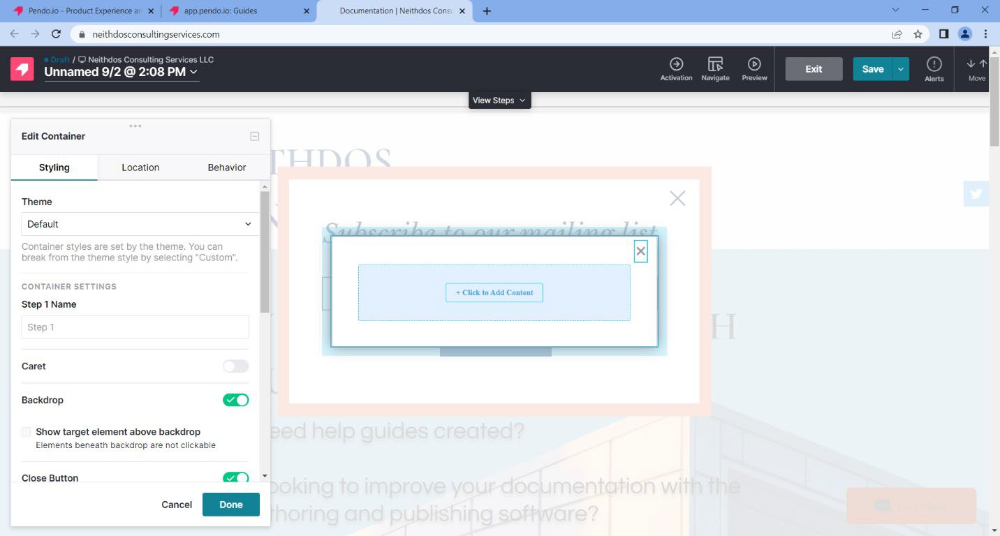 Pendo.io - Product Experience an
app.pendo.io: Guides
Documentation | Neithdos Consu
neithdosconsultingservices.com
Draft / Neithdos Consulting Services LLC
Unnamed 9/2 @ 2:08 PM
Activation
Navigate
Preview
Exit
Save
Alerts
Move
View Steps
Edit Container
Styling
Location
Behavior
Theme
Default
Container styles are set by the theme. You can
break from the theme style by selecting "Custom".
CONTAINER SETTINGS
Step 1 Name
Step 1
Caret
Backdrop
Show target element above backdrop
Elements beneath backdrop are not clickable
Close Button
Cancel
Done
THDOS
N
Subscribe to our mailing list
+ Click to Add Content
H
eed help guides created?
ooking to improve your documentation with the
thoring and publishing software?